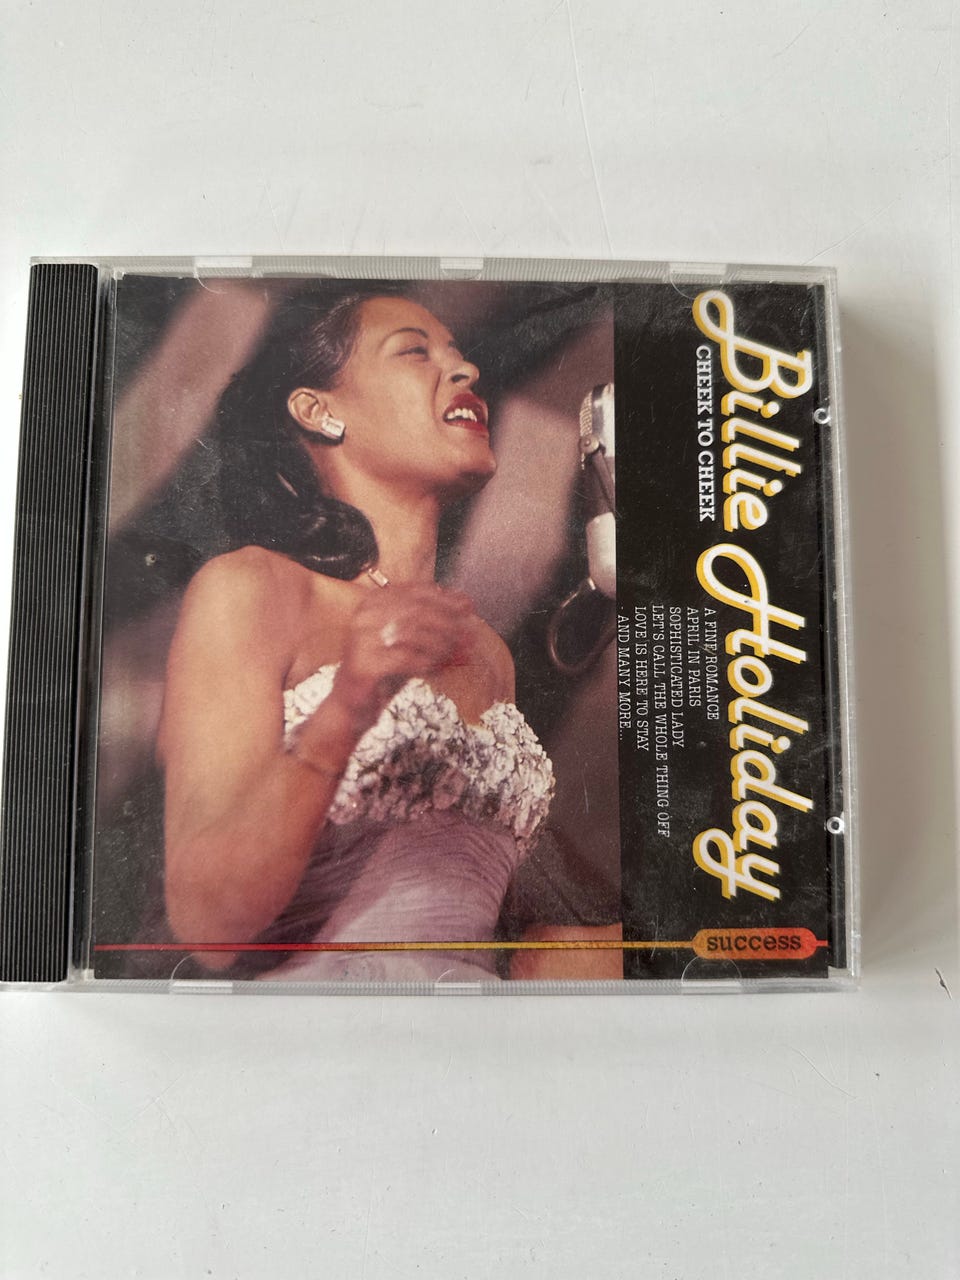 Billie Holiday
CHEEK TO CHEEK
A FINE ROMANCE
APRIL IN PARIS
SOPHISTICATED LADY
LET'S CALL THE WHOLE THING OFF
LOVE IS HERE TO STAY
- AND MANY MORE...
success